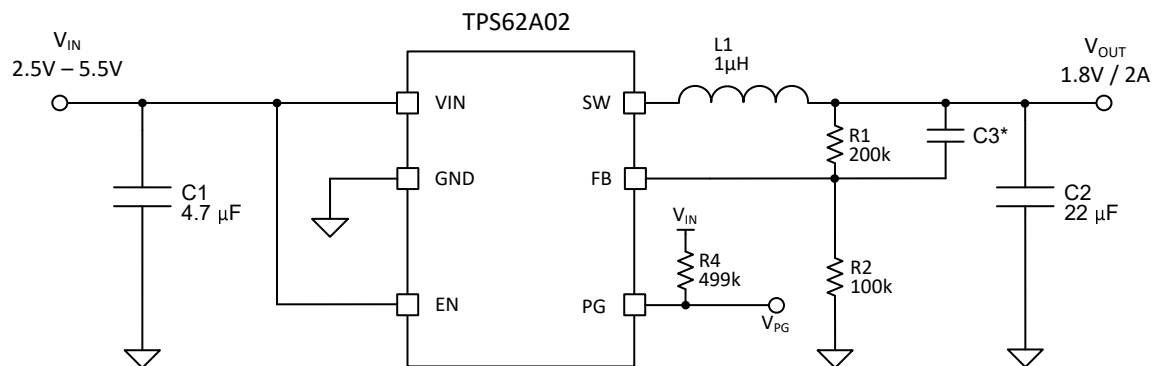 TPS62A02
V_IN
2.5V – 5.5V
L1
1μH
V_OUT
1.8V / 2A
VIN
SW
R1
200k
C3*
GND
FB
C1
4.7 μF
C2
22 μF
V_IN
R4
499k
R2
100k
EN
PG
V_PG